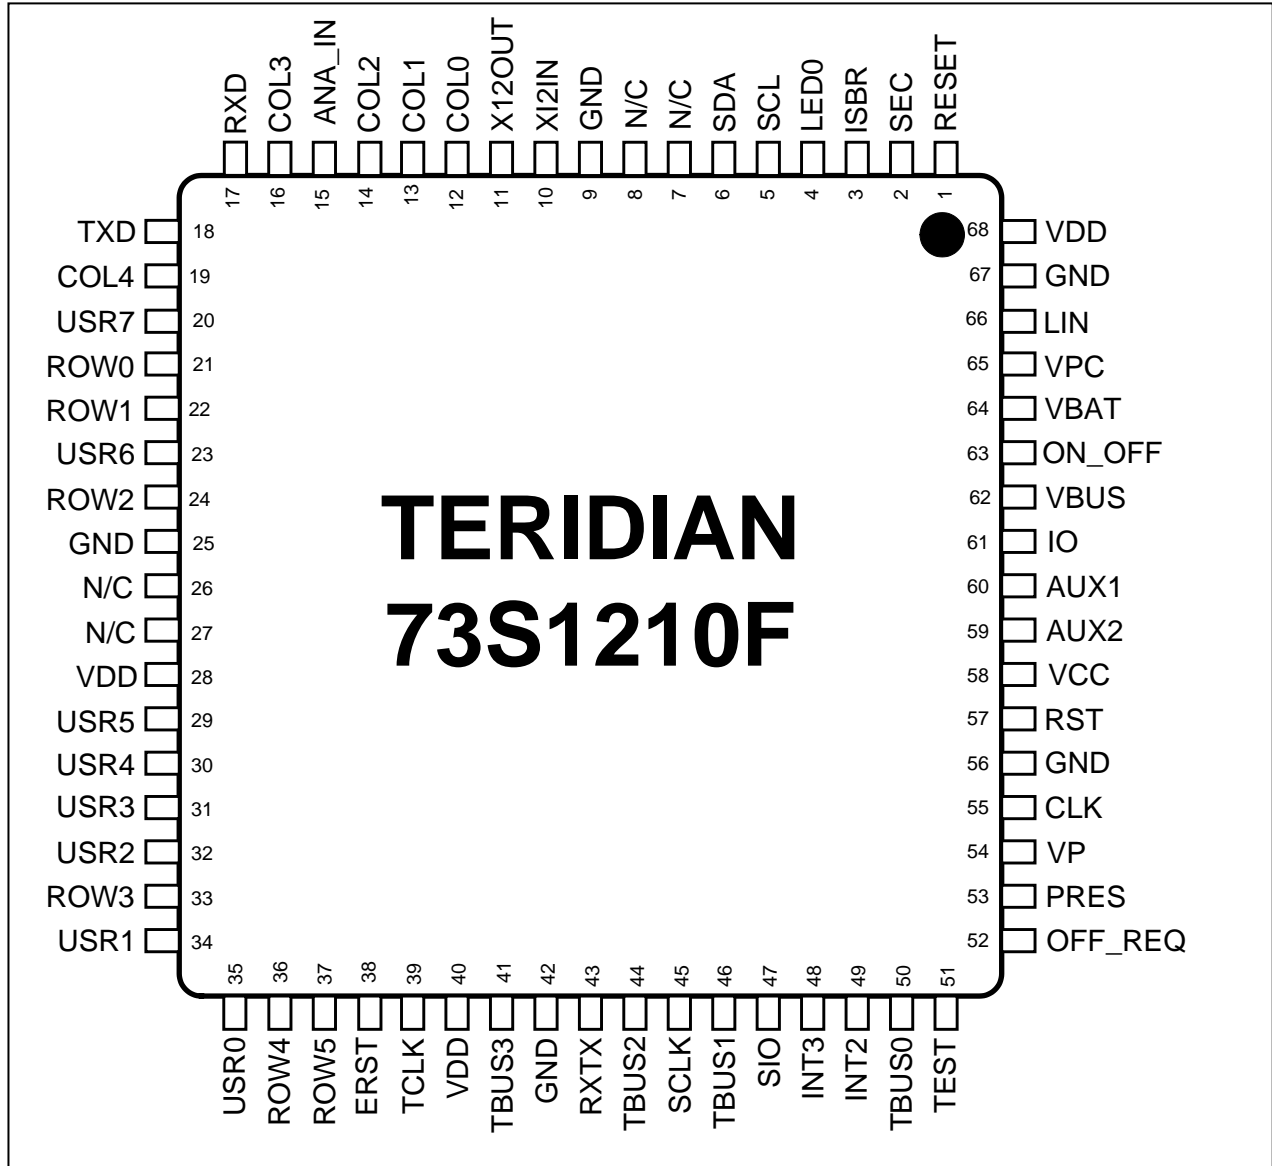 RXD COL3 ANA_IN COL2 COL1 COL0 X12OUT XI2IN GND N/C N/C SDA SCL LED0 ISBR SEC RESET
17 16 15 14 13 12 11 10 9 8 7 6 5 4 3 2 1
TXD 18 68 VDD
COL4 19 67 GND
USR7 20 66 LIN
ROW0 21 65 VPC
ROW1 22 64 VBAT
USR6 23 63 ON_OFF
ROW2 24 62 VBUS
GND 25 61 IO
N/C 26 60 AUX1
N/C 27 59 AUX2
VDD 28 58 VCC
USR5 29 57 RST
USR4 30 56 GND
USR3 31 55 CLK
USR2 32 54 VP
ROW3 33 53 PRES
USR1 34 52 OFF_REQ
TERIDIAN
73S1210F
35 36 37 38 39 40 41 42 43 44 45 46 47 48 49 50 51
USR0 ROW4 ROW5 ERST TCLK VDD TBUS3 GND RXTX TBUS2 SCLK TBUS1 SIO INT3 INT2 TBUS0 TEST